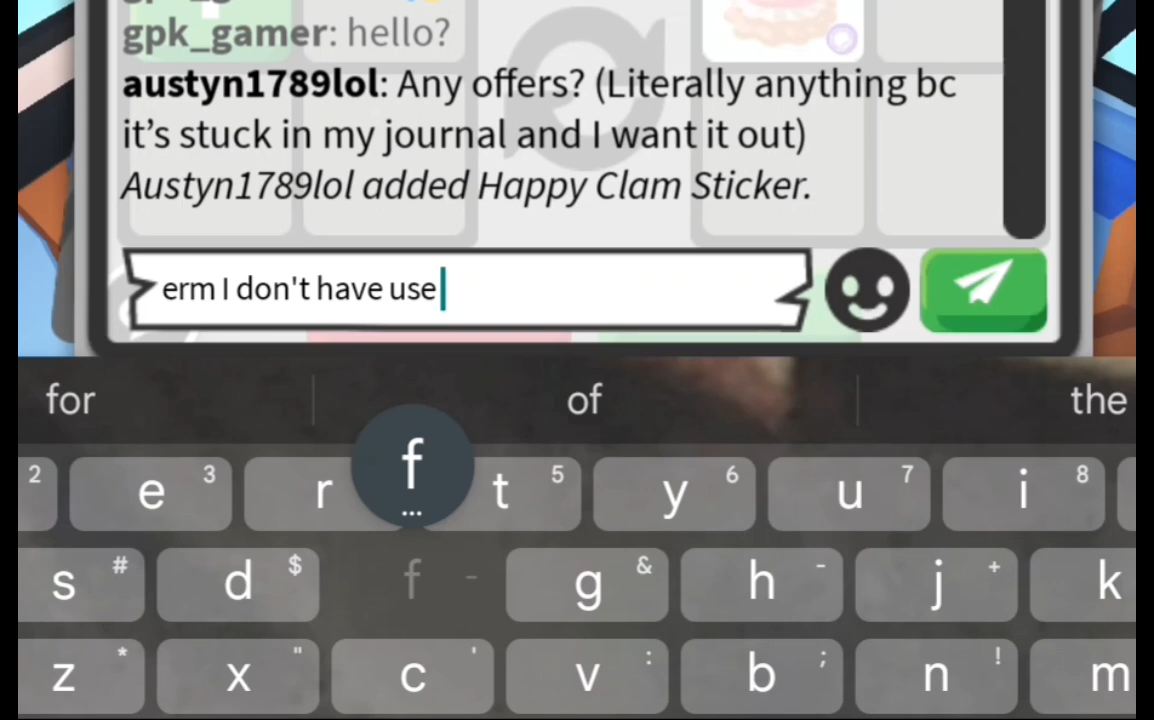 gpk_gamer: hello?
austyn1789lol: Any offers? (Literally anything bc
it’s stuck in my journal and I want it out)
Austyn1789lol added Happy Clam Sticker.
erm I don't have use
for of the
f
...
2 e 3 r t 5 y 6 u 7 i 8
s # d $ f - g & h - j + k
z * x " c ' v : b ; n ! m